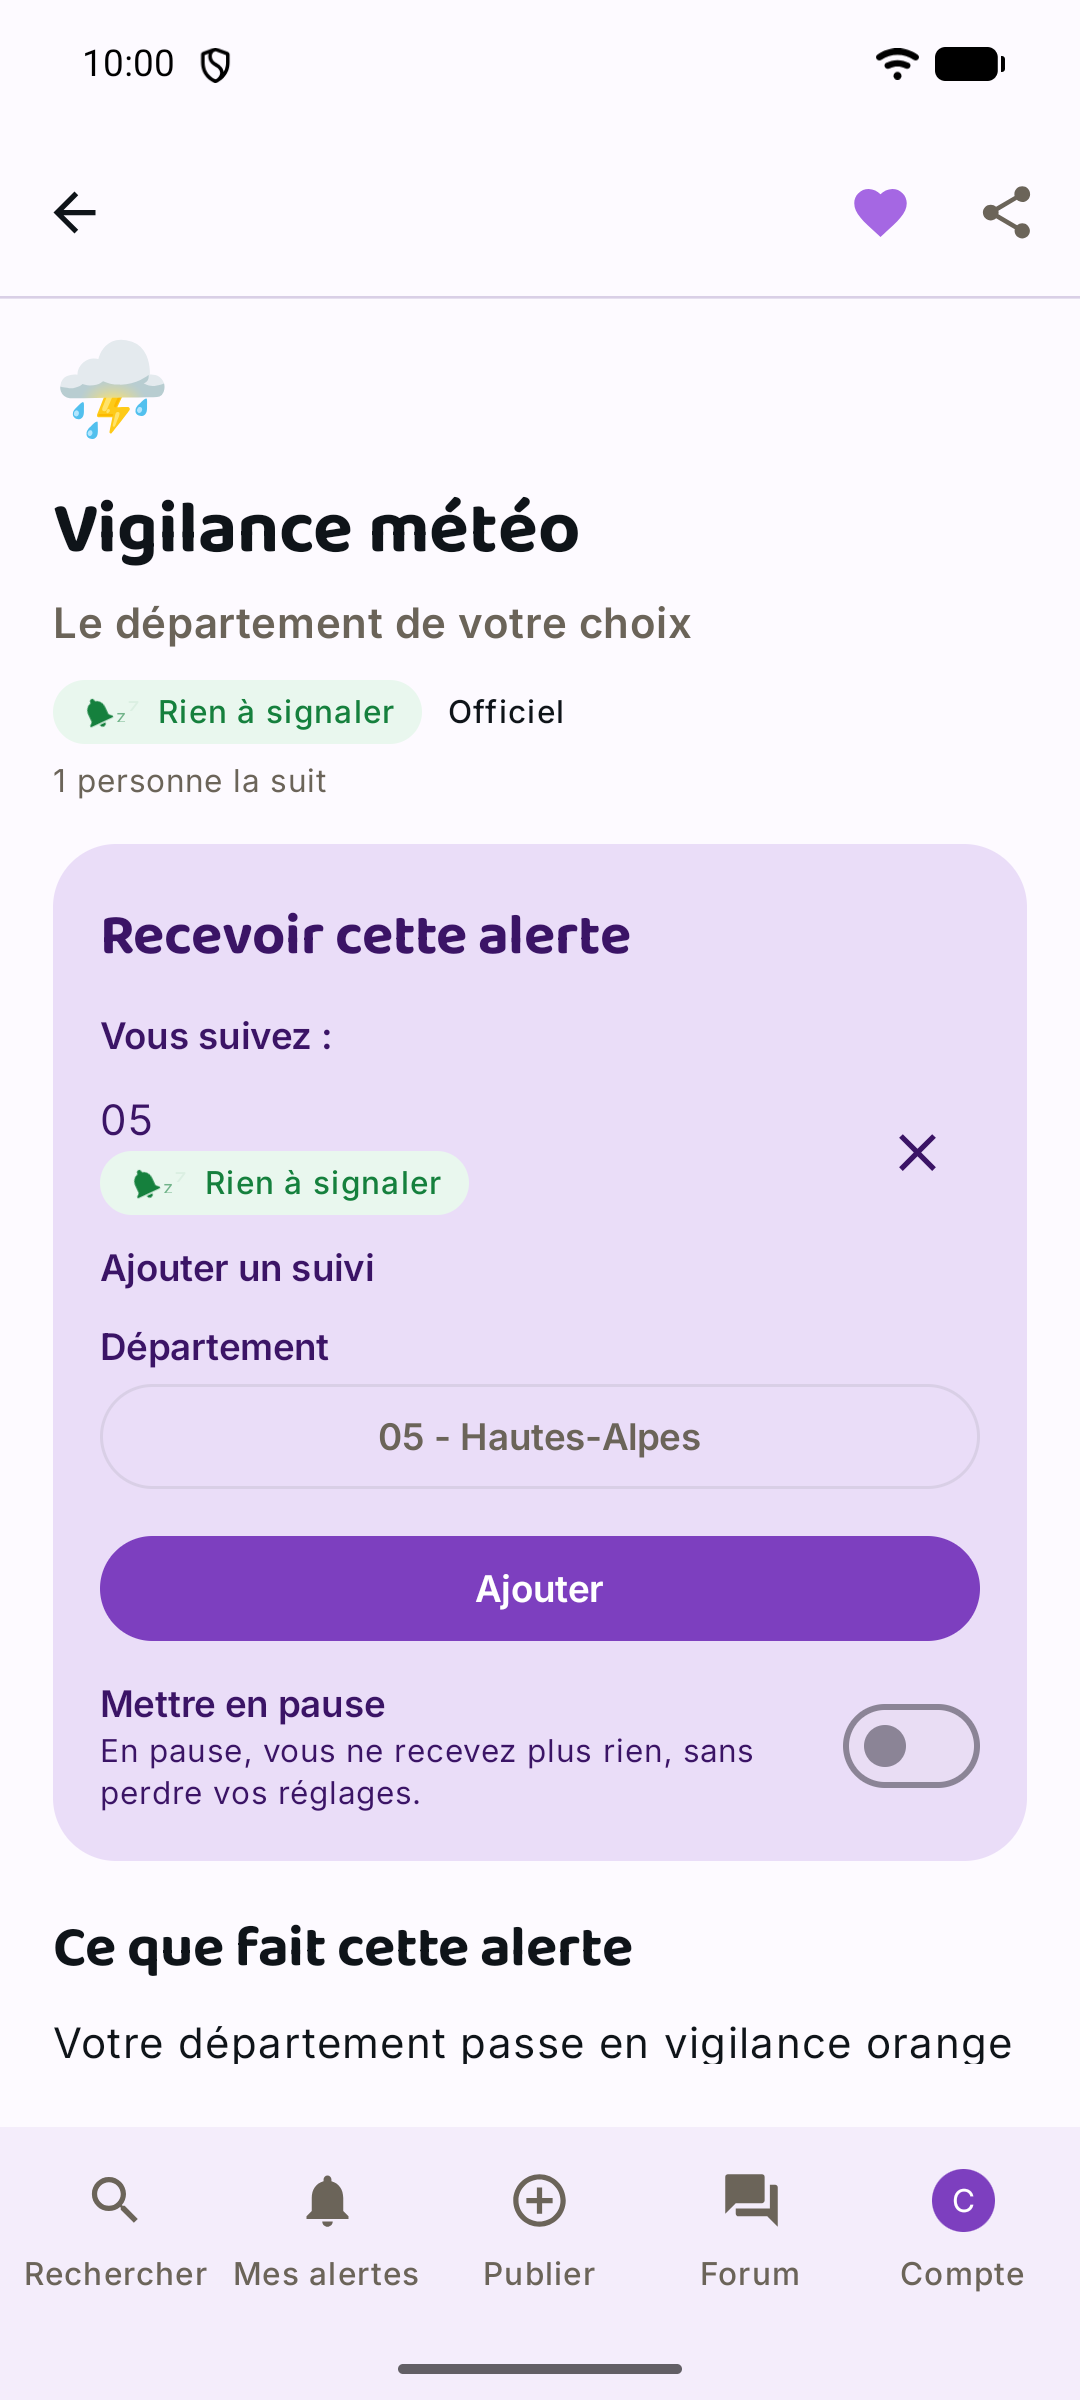 10:00
Vigilance météo
Le département de votre choix
Rien à signaler Officiel
1 personne la suit
Recevoir cette alerte
Vous suivez :
05
Rien à signaler
Ajouter un suivi
Département
05 - Hautes-Alpes
Ajouter
Mettre en pause
En pause, vous ne recevez plus rien, sans
perdre vos réglages.
Ce que fait cette alerte
Votre département passe en vigilance orange
C
Rechercher Mes alertes Publier Forum Compte